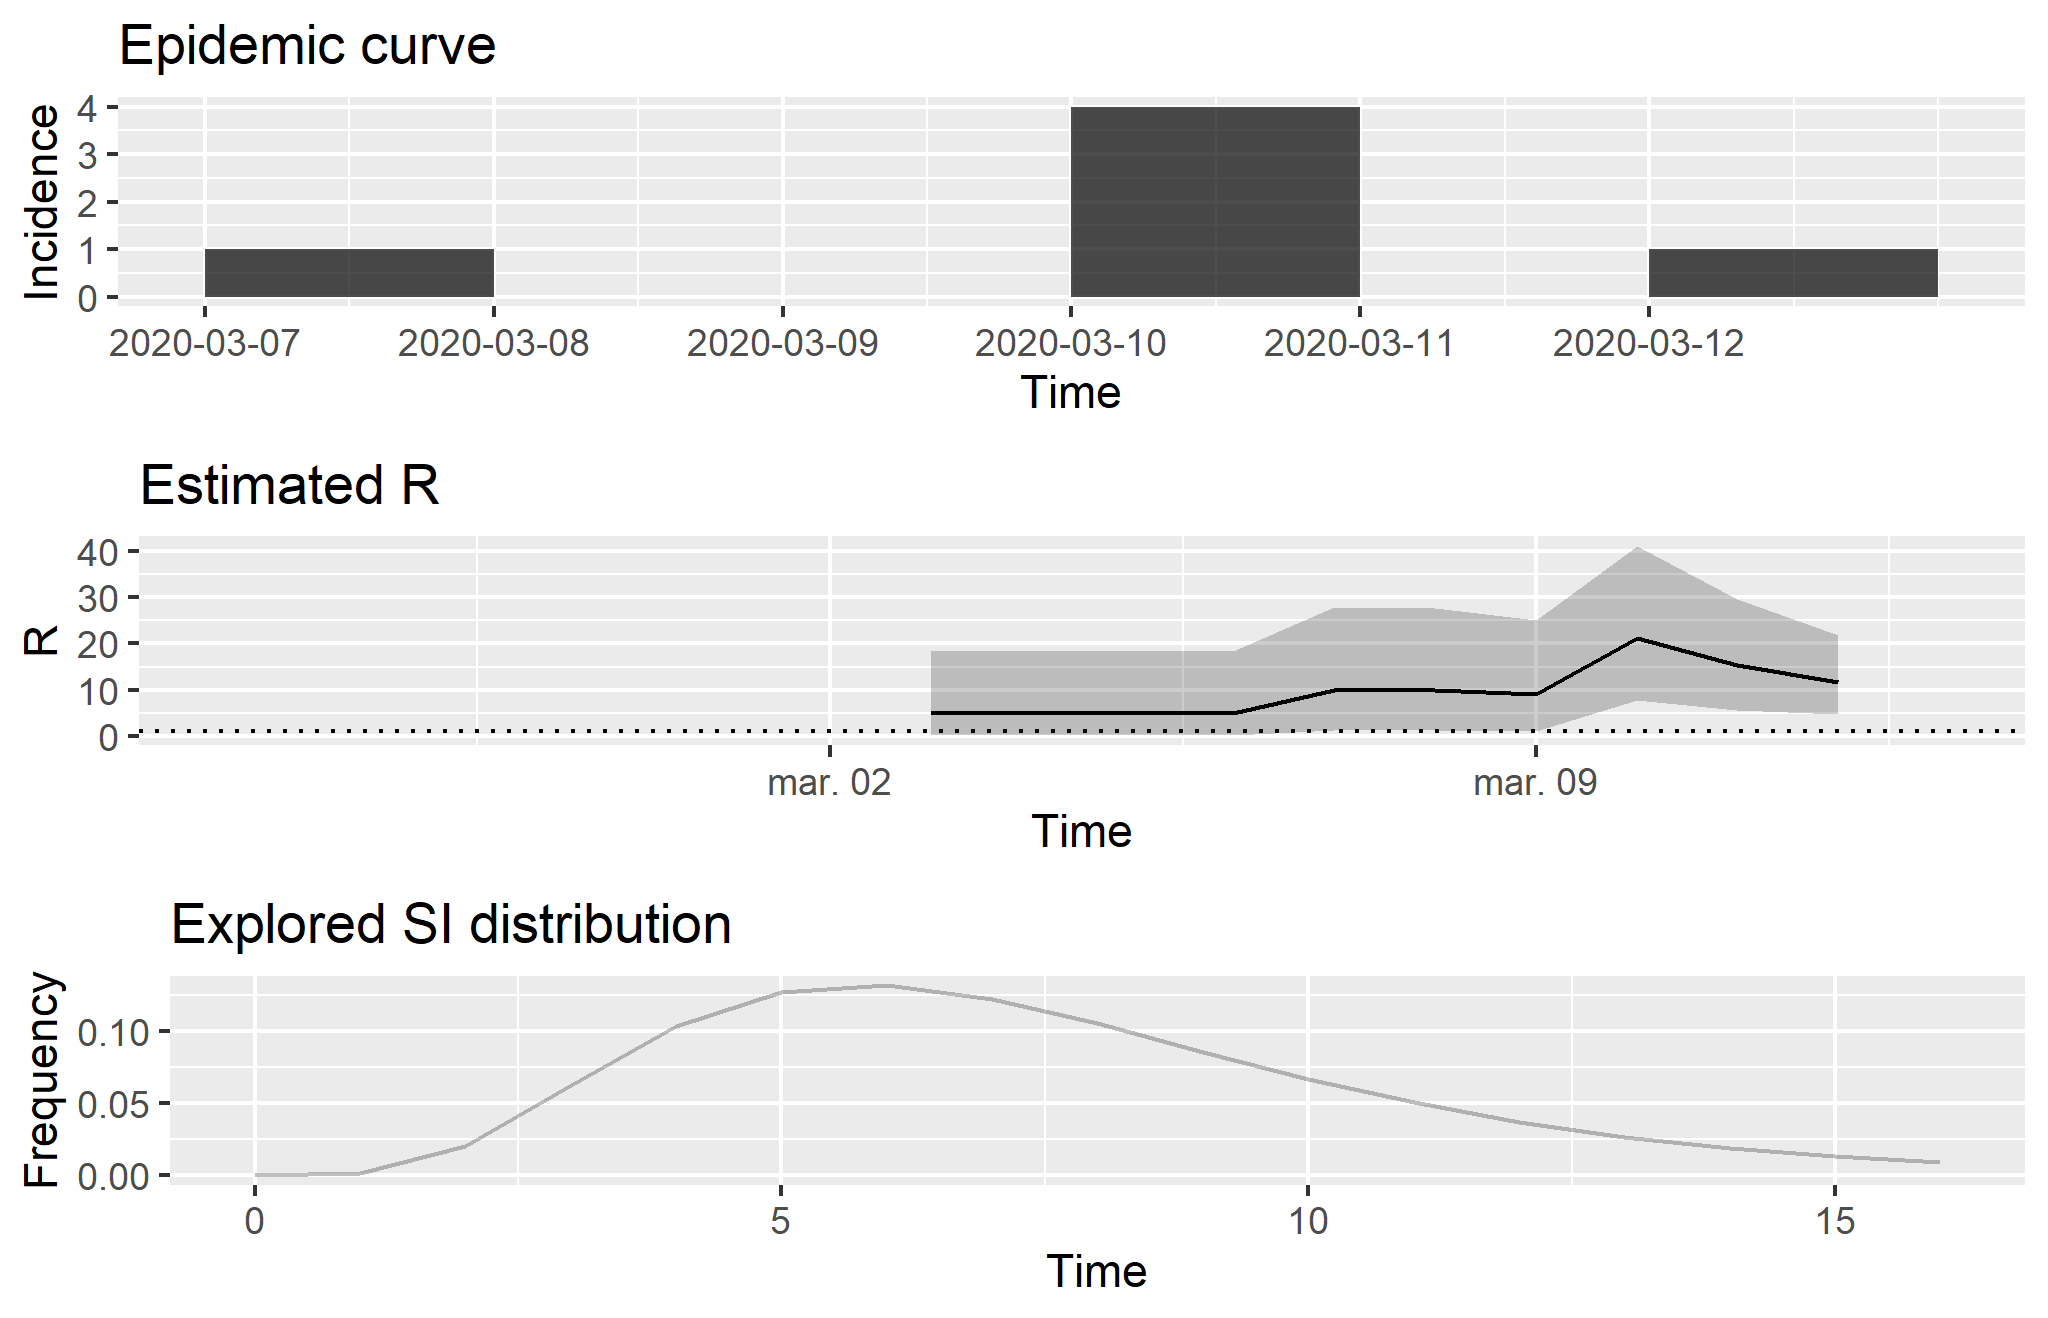 Epidemic curve
Incidence
4
3
2
1
0
2020-03-07 2020-03-08 2020-03-09 2020-03-10 2020-03-11 2020-03-12
Time
Estimated R
R
40
30
20
10
0
mar. 02 mar. 09
Time
Explored SI distribution
Frequency
0.10
0.05
0.00
0 5 10 15
Time